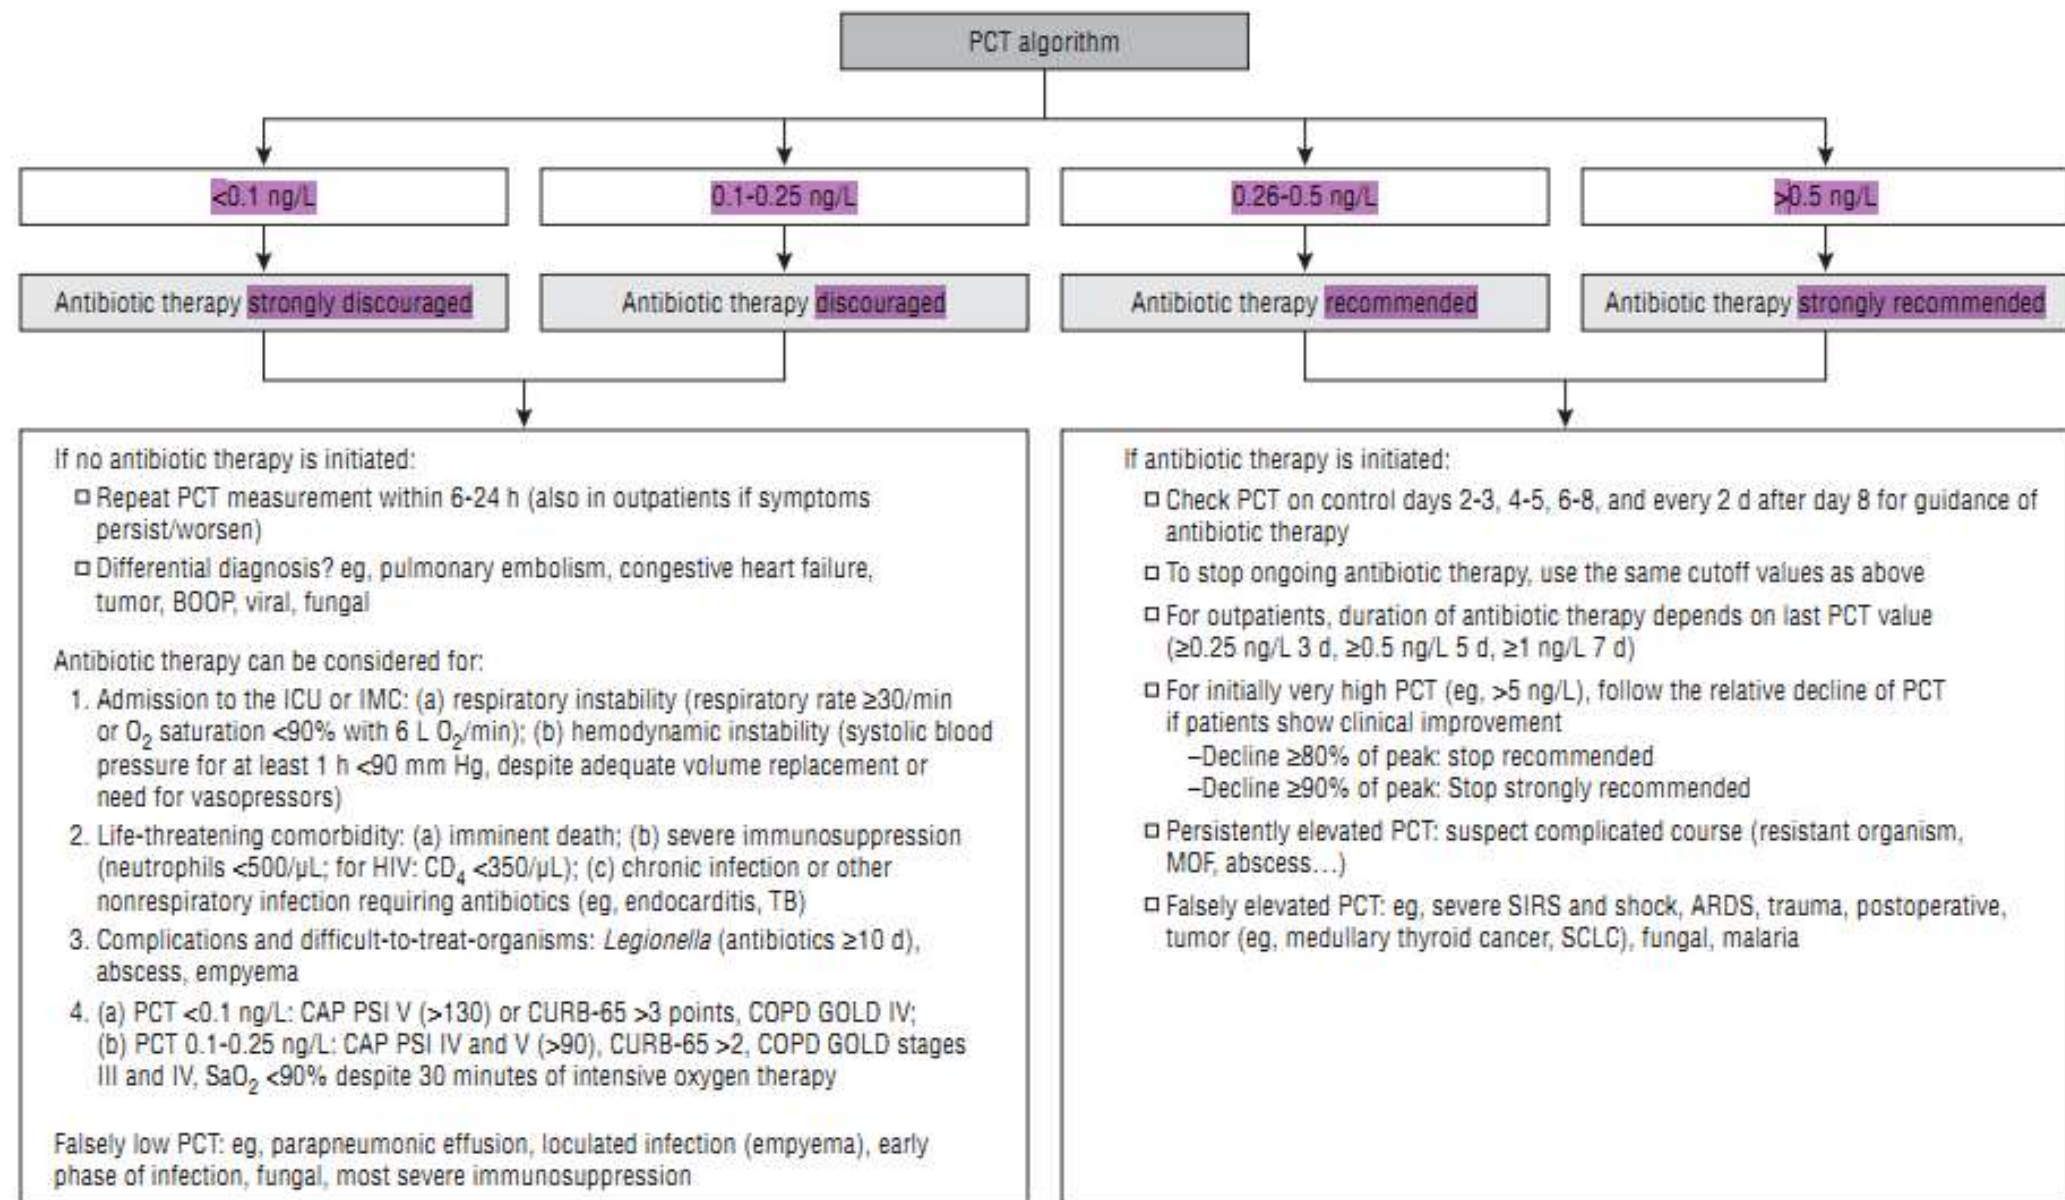 PCT algorithm
<0.1 ng/L
0.1-0.25 ng/L
0.26-0.5 ng/L
>0.5 ng/L
Antibiotic therapy strongly discouraged
Antibiotic therapy discouraged
Antibiotic therapy recommended
Antibiotic therapy strongly recommended
If no antibiotic therapy is initiated:
□ Repeat PCT measurement within 6-24 h (also in outpatients if symptoms
persist/worsen)
□ Differential diagnosis? eg, pulmonary embolism, congestive heart failure,
tumor, BOOP, viral, fungal
Antibiotic therapy can be considered for:
1. Admission to the ICU or IMC: (a) respiratory instability (respiratory rate ≥30/min
or O₂ saturation <90% with 6 L O₂/min); (b) hemodynamic instability (systolic blood
pressure for at least 1 h <90 mm Hg, despite adequate volume replacement or
need for vasopressors)
2. Life-threatening comorbidity: (a) imminent death; (b) severe immunosuppression
(neutrophils <500/μL; for HIV: CD₄ <350/μL); (c) chronic infection or other
nonrespiratory infection requiring antibiotics (eg, endocarditis, TB)
3. Complications and difficult-to-treat-organisms: Legionella (antibiotics ≥10 d),
abscess, empyema
4. (a) PCT <0.1 ng/L: CAP PSI V (>130) or CURB-65 >3 points, COPD GOLD IV;
(b) PCT 0.1-0.25 ng/L: CAP PSI IV and V (>90), CURB-65 >2, COPD GOLD stages
III and IV, SaO₂ <90% despite 30 minutes of intensive oxygen therapy
Falsely low PCT: eg, parapneumonic effusion, loculated infection (empyema), early
phase of infection, fungal, most severe immunosuppression
If antibiotic therapy is initiated:
□ Check PCT on control days 2-3, 4-5, 6-8, and every 2 d after day 8 for guidance of
antibiotic therapy
□ To stop ongoing antibiotic therapy, use the same cutoff values as above
□ For outpatients, duration of antibiotic therapy depends on last PCT value
(≥0.25 ng/L 3 d, ≥0.5 ng/L 5 d, ≥1 ng/L 7 d)
□ For initially very high PCT (eg, >5 ng/L), follow the relative decline of PCT
if patients show clinical improvement
–Decline ≥80% of peak: stop recommended
–Decline ≥90% of peak: Stop strongly recommended
□ Persistently elevated PCT: suspect complicated course (resistant organism,
MOF, abscess…)
□ Falsely elevated PCT: eg, severe SIRS and shock, ARDS, trauma, postoperative,
tumor (eg, medullary thyroid cancer, SCLC), fungal, malaria